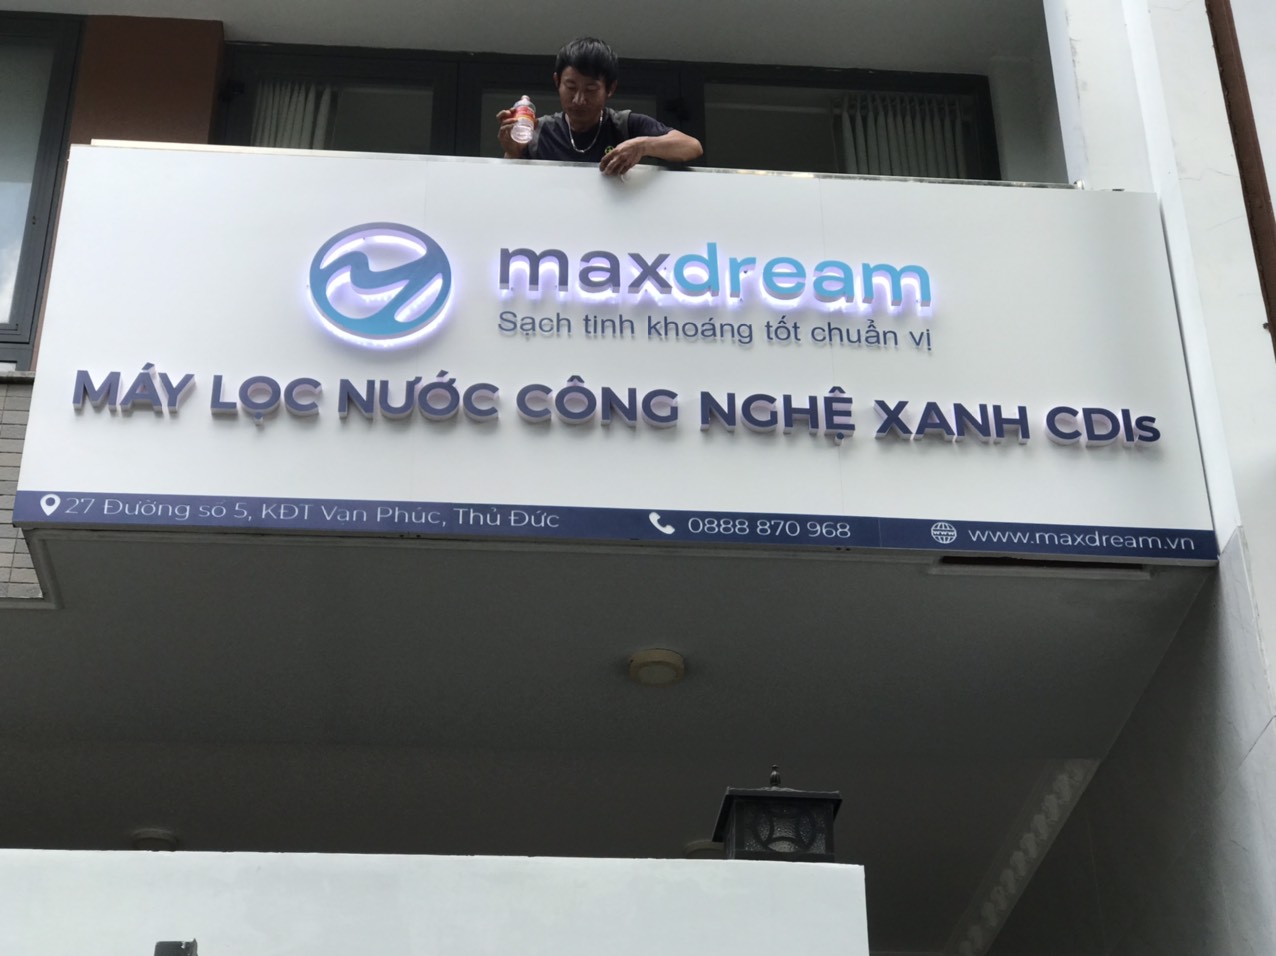 maxdream
Sạch tinh khoáng tốt chuẩn vị
MÁY LỌC NƯỚC CÔNG NGHỆ XANH CDIs
27 Đường số 5, KĐT Vạn Phúc, Thủ Đức
0888 870 968
www.maxdream.vn